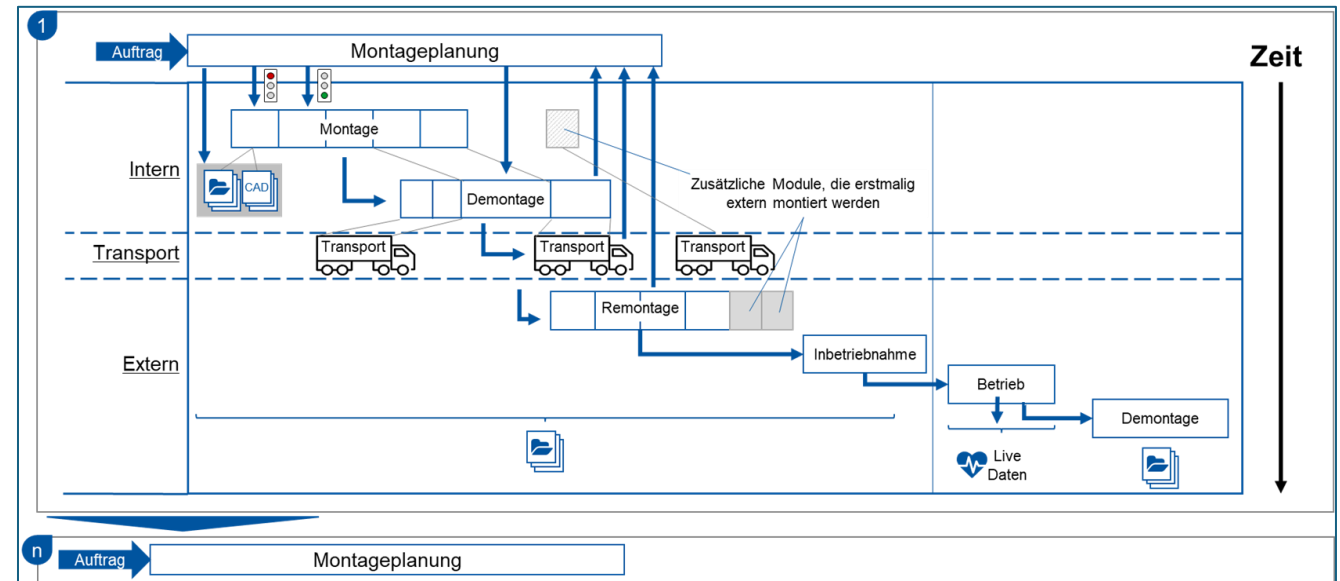 1
Auftrag
Montageplanung
Zeit
Montage
Intern
CAD
Demontage
Zusätzliche Module, die erstmalig
extern montiert werden
Transport
Transport
Transport
Transport
Remontage
Extern
Inbetriebnahme
Betrieb
Demontage
Live
Daten
n
Auftrag
Montageplanung